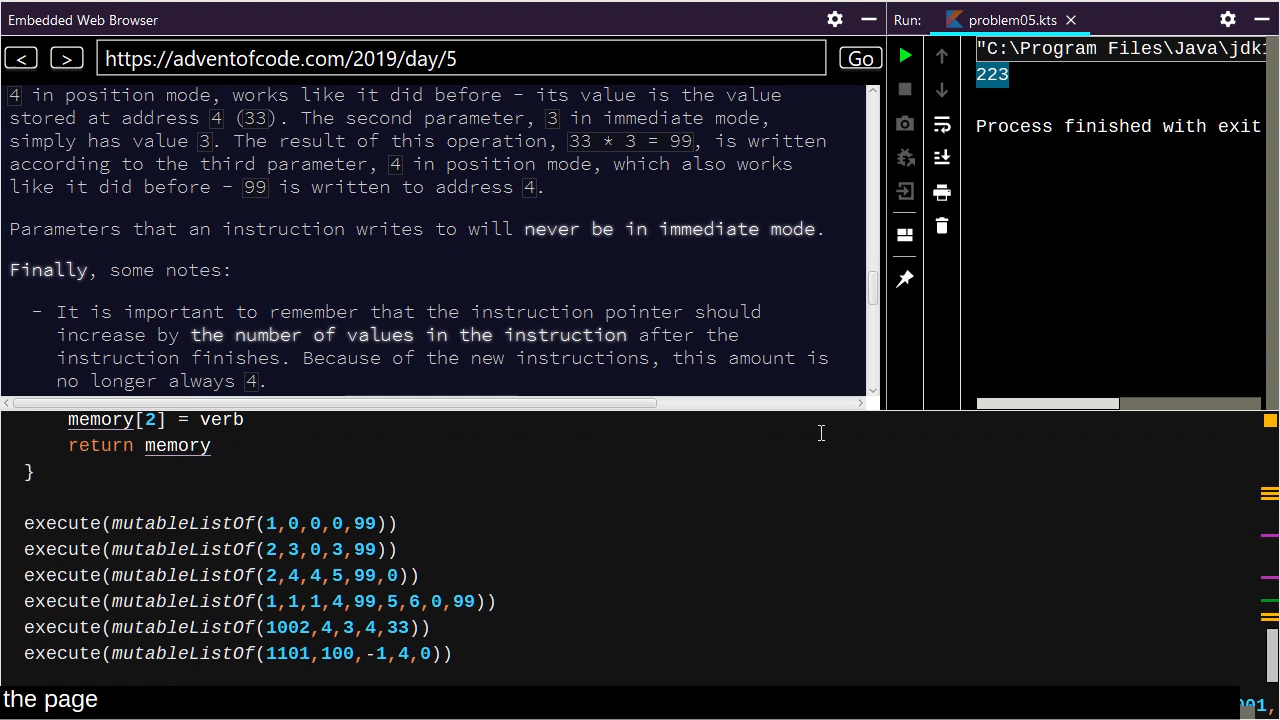 Embedded Web Browser
Run: problem05.kts
< > https://adventofcode.com/2019/day/5 Go
"C:\Program Files\Java\jdk1
223
Process finished with exit
4 in position mode, works like it did before - its value is the value
stored at address 4 (33). The second parameter, 3 in immediate mode,
simply has value 3. The result of this operation, 33 * 3 = 99, is written
according to the third parameter, 4 in position mode, which also works
like it did before - 99 is written to address 4.
Parameters that an instruction writes to will never be in immediate mode.
Finally, some notes:
- It is important to remember that the instruction pointer should
increase by the number of values in the instruction after the
instruction finishes. Because of the new instructions, this amount is
no longer always 4.
memory[2] = verb
return memory
}
execute(mutableListOf(1,0,0,0,99))
execute(mutableListOf(2,3,0,3,99))
execute(mutableListOf(2,4,4,5,99,0))
execute(mutableListOf(1,1,1,4,99,5,6,0,99))
execute(mutableListOf(1002,4,3,4,33))
execute(mutableListOf(1101,100,-1,4,0))
the page